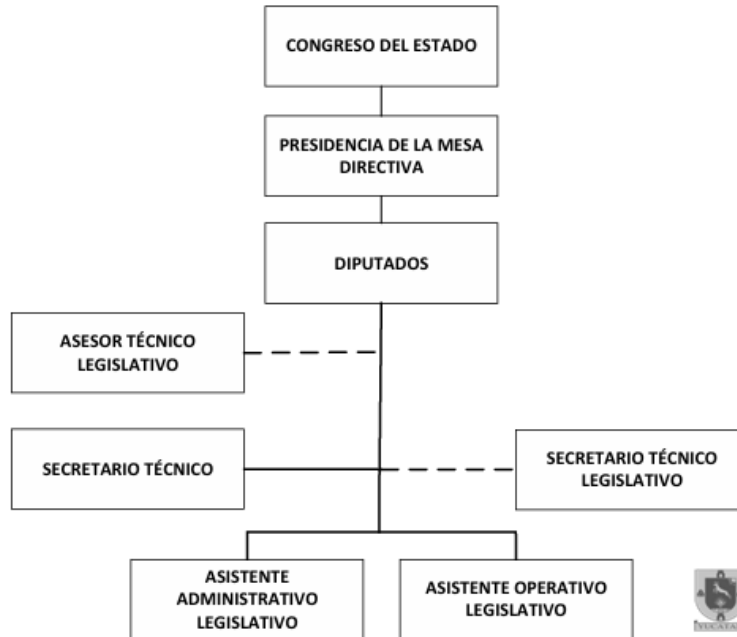 CONGRESO DEL ESTADO
PRESIDENCIA DE LA MESA
DIRECTIVA
DIPUTADOS
ASESOR TÉCNICO
LEGISLATIVO
SECRETARIO TÉCNICO
SECRETARIO TÉCNICO
LEGISLATIVO
ASISTENTE
ADMINISTRATIVO
LEGISLATIVO
ASISTENTE OPERATIVO
LEGISLATIVO